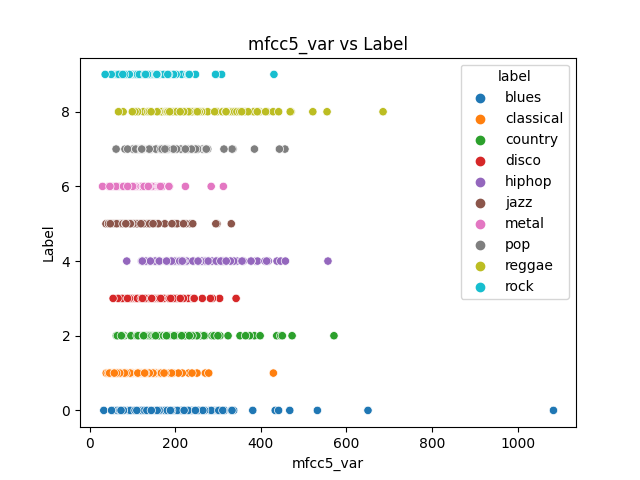 mfcc5_var vs Label
label
blues
classical
country
disco
hiphop
jazz
metal
pop
reggae
rock
8
6
4
2
0
Label
0 200 400 600 800 1000
mfcc5_var